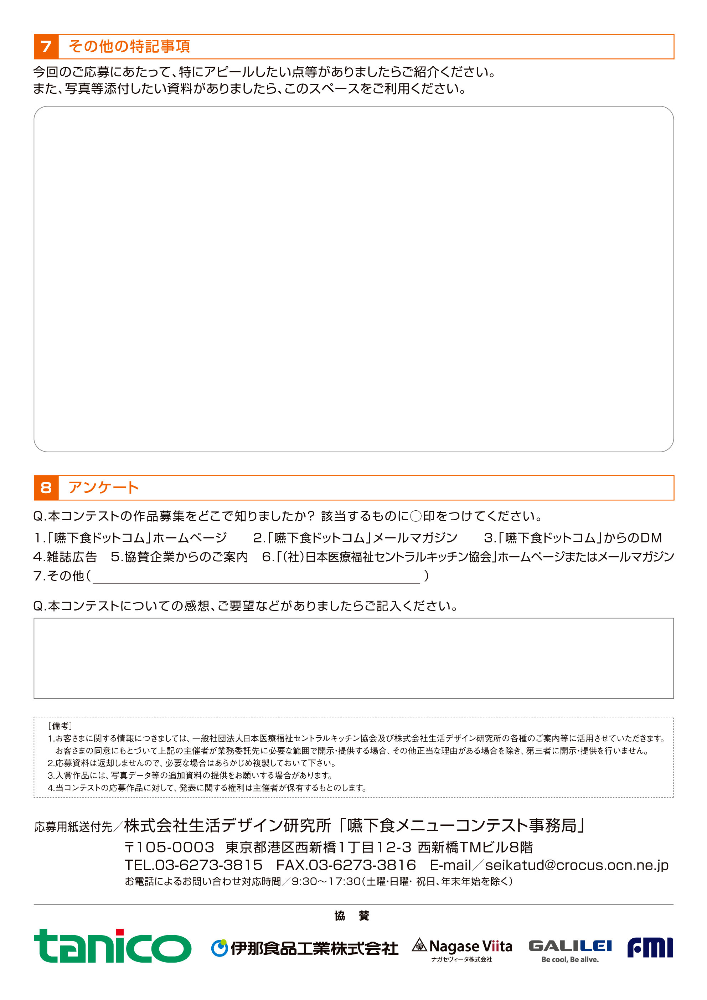 7 その他の特記事項
今回のご応募にあたって、特にアピールしたい点等がありましたらご紹介ください。
また、写真等添付したい資料がありましたら、このスペースをご利用ください。
8 アンケート
Q.本コンテストの作品募集をどこで知りましたか? 該当するものに○印をつけてください。
1.「嚥下食ドットコム」ホームページ 2.「嚥下食ドットコム」メールマガジン 3.「嚥下食ドットコム」からのDM
4.雑誌広告 5.協賛企業からのご案内 6.「(社)日本医療福祉セントラルキッチン協会」ホームページまたはメールマガジン
7.その他( )
Q.本コンテストについての感想、ご要望などがありましたらご記入ください。
[備考]
1.お客さまに関する情報につきましては、一般社団法人日本医療福祉セントラルキッチン協会及び株式会社生活デザイン研究所の各種のご案内等に活用させていただきます。
お客さまの同意にもとづいて上記の主催者が業務委託先に必要な範囲で開示・提供する場合、その他正当な理由がある場合を除き、第三者に開示・提供を行いません。
2.応募資料は返却しませんので、必要な場合はあらかじめ複製しておいて下さい。
3.入賞作品には、写真データ等の追加資料の提供をお願いする場合があります。
4.当コンテストの応募作品に対して、発表に関する権利は主催者が保有するもとのします。
応募用紙送付先/株式会社生活デザイン研究所「嚥下食メニューコンテスト事務局」
〒105-0003 東京都港区西新橋1丁目12-3 西新橋TMビル8階
TEL.03-6273-3815 FAX.03-6273-3816 E-mail/seikatud@crocus.ocn.ne.jp
お電話によるお問い合わせ対応時間/9:30〜17:30(土曜・日曜・ 祝日、年末年始を除く)
協 賛
tanico 伊那食品工業株式会社 Nagase Viita GALILEI FMI
ナガセヴィータ株式会社 Be cool, Be alive.